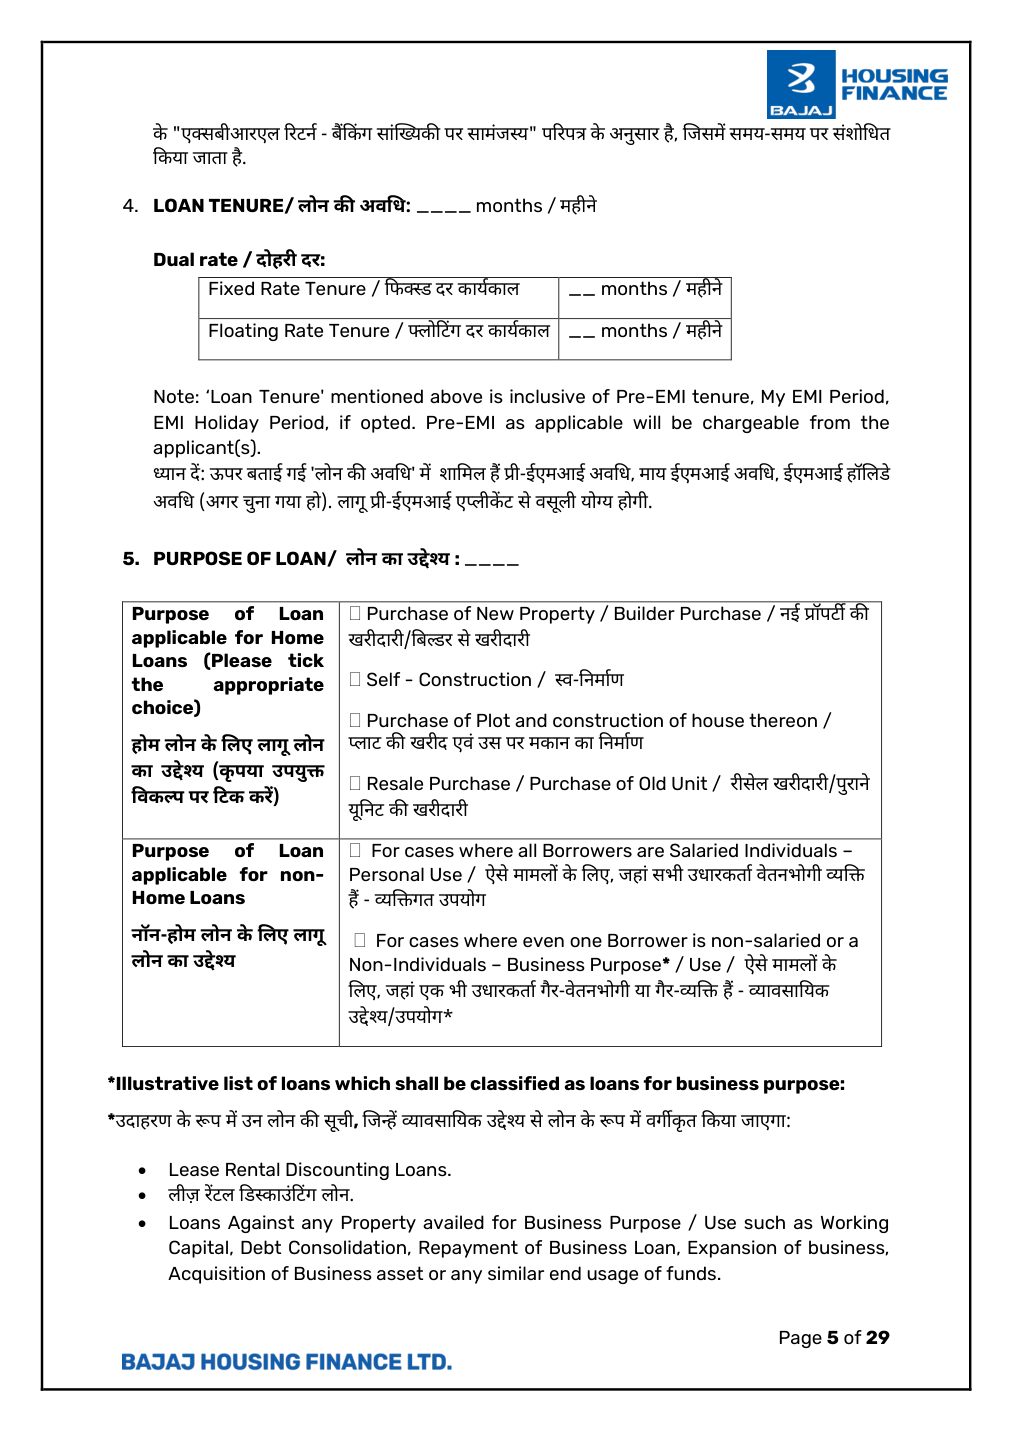 BAJAJ
HOUSING
FINANCE
के "एक्सबीआरएल रिटर्न - बैंकिंग सांख्यिकी पर सामंजस्य" परिपत्र के अनुसार है, जिसमें समय-समय पर संशोधित
किया जाता है.
4. LOAN TENURE/ लोन की अवधि: ____ months / महीने
Dual rate / दोहरी दर:
Fixed Rate Tenure / फिक्स्ड दर कार्यकाल __ months / महीने
Floating Rate Tenure / फ्लोटिंग दर कार्यकाल __ months / महीने
Note: ‘Loan Tenure' mentioned above is inclusive of Pre-EMI tenure, My EMI Period,
EMI Holiday Period, if opted. Pre-EMI as applicable will be chargeable from the
applicant(s).
ध्यान दें: ऊपर बताई गई 'लोन की अवधि' में शामिल हैं प्री-ईएमआई अवधि, माय ईएमआई अवधि, ईएमआई हॉलिडे
अवधि (अगर चुना गया हो). लागू प्री-ईएमआई एप्लीकेंट से वसूली योग्य होगी.
5. PURPOSE OF LOAN/ लोन का उद्देश्य : ____
Purpose of Loan
applicable for Home
Loans (Please tick
the appropriate
choice)
होम लोन के लिए लागू लोन
का उद्देश्य (कृपया उपयुक्त
विकल्प पर टिक करें)
Purchase of New Property / Builder Purchase / नई प्रॉपर्टी की
खरीदारी/बिल्डर से खरीदारी
Self - Construction / स्व-निर्माण
Purchase of Plot and construction of house thereon /
प्लाट की खरीद एवं उस पर मकान का निर्माण
Resale Purchase / Purchase of Old Unit / रीसेल खरीदारी/पुराने
यूनिट की खरीदारी
Purpose of Loan
applicable for non-
Home Loans
नॉन-होम लोन के लिए लागू
लोन का उद्देश्य
For cases where all Borrowers are Salaried Individuals –
Personal Use / ऐसे मामलों के लिए, जहां सभी उधारकर्ता वेतनभोगी व्यक्ति
हैं - व्यक्तिगत उपयोग
For cases where even one Borrower is non-salaried or a
Non-Individuals – Business Purpose* / Use / ऐसे मामलों के
लिए, जहां एक भी उधारकर्ता गैर-वेतनभोगी या गैर-व्यक्ति हैं - व्यावसायिक
उद्देश्य/उपयोग*
*Illustrative list of loans which shall be classified as loans for business purpose:
*उदाहरण के रूप में उन लोन की सूची, जिन्हें व्यावसायिक उद्देश्य से लोन के रूप में वर्गीकृत किया जाएगा:
• Lease Rental Discounting Loans.
• लीज़ रेंटल डिस्काउंटिंग लोन.
• Loans Against any Property availed for Business Purpose / Use such as Working
Capital, Debt Consolidation, Repayment of Business Loan, Expansion of business,
Acquisition of Business asset or any similar end usage of funds.
Page 5 of 29
BAJAJ HOUSING FINANCE LTD.